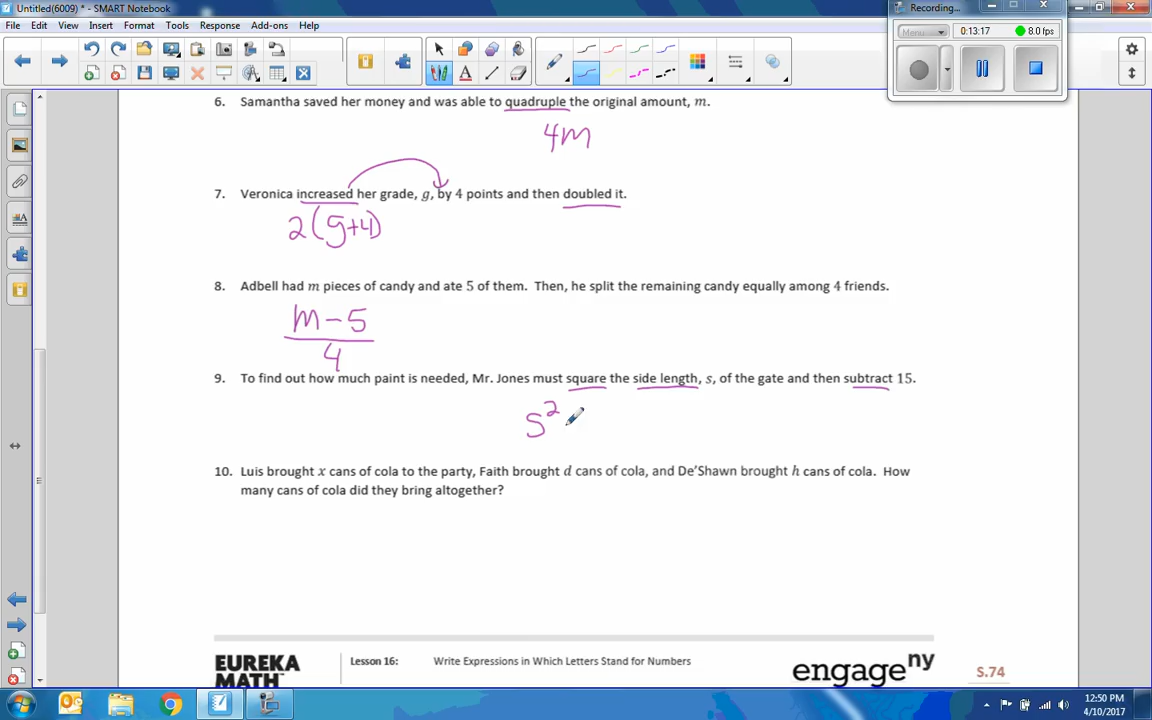 Untitled(6009) * - SMART Notebook
Recording...
File Edit View Insert Format Tools Response Add-ons Help
Menu 0:13:17 8.0 fps
6. Samantha saved her money and was able to quadruple the original amount, m.
4m
7. Veronica increased her grade, g, by 4 points and then doubled it.
2(g+4)
8. Adbell had m pieces of candy and ate 5 of them. Then, he split the remaining candy equally among 4 friends.
m - 5
4
9. To find out how much paint is needed, Mr. Jones must square the side length, s, of the gate and then subtract 15.
S²
10. Luis brought x cans of cola to the party, Faith brought d cans of cola, and De'Shawn brought h cans of cola. How
many cans of cola did they bring altogether?
EUREKA
MATH
Lesson 16: Write Expressions in Which Letters Stand for Numbers
engage ny
S.74
12:50 PM
4/10/2017